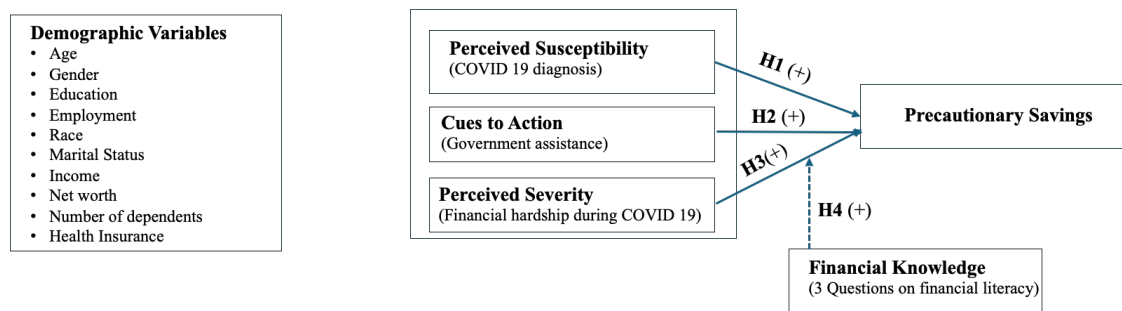 Demographic Variables
• Age
• Gender
• Education
• Employment
• Race
• Marital Status
• Income
• Net worth
• Number of dependents
• Health Insurance
Perceived Susceptibility
(COVID 19 diagnosis)
Cues to Action
(Government assistance)
Perceived Severity
(Financial hardship during COVID 19)
H1 (+)
H2 (+)
H3(+)
Precautionary Savings
H4 (+)
Financial Knowledge
(3 Questions on financial literacy)